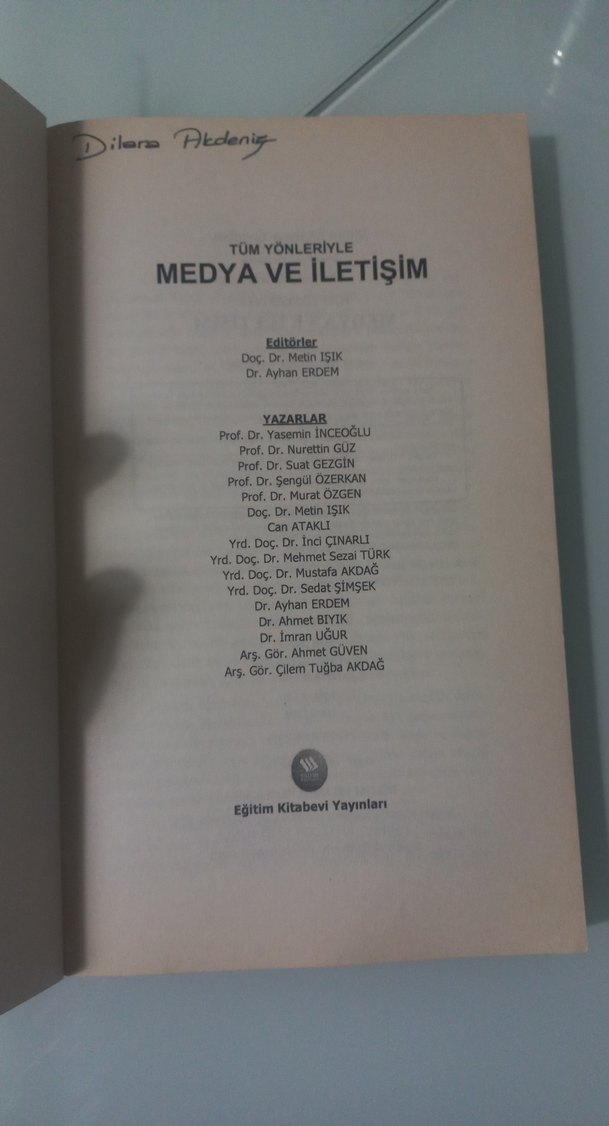 Dilara Akdeniz
TÜM YÖNLERİYLE
MEDYA VE İLETİŞİM
Editörler
Doç. Dr. Metin IŞIK
Dr. Ayhan ERDEM
YAZARLAR
Prof. Dr. Yasemin İNCEOĞLU
Prof. Dr. Nurettin GÜZ
Prof. Dr. Suat GEZGİN
Prof. Dr. Şengül ÖZERKAN
Prof. Dr. Murat ÖZGEN
Doç. Dr. Metin IŞIK
Can ATAKLI
Yrd. Doç. Dr. İnci ÇINARLI
Yrd. Doç. Dr. Mehmet Sezai TÜRK
Yrd. Doç. Dr. Mustafa AKDAĞ
Yrd. Doç. Dr. Sedat ŞİMŞEK
Dr. Ayhan ERDEM
Dr. Ahmet BIYIK
Dr. İmran UĞUR
Arş. Gör. Ahmet GÜVEN
Arş. Gör. Çilem Tuğba AKDAĞ
Eğitim Kitabevi Yayınları